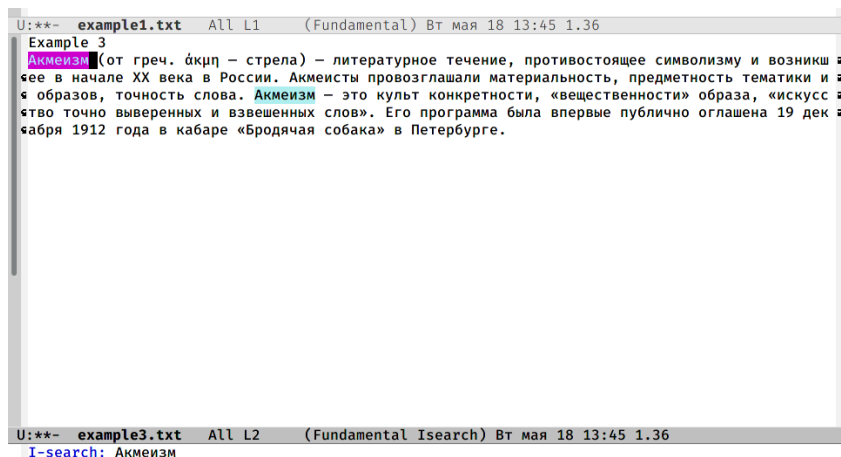 U:**-  example1.txt   All L1     (Fundamental) Вт мая 18 13:45 1.36
Example 3
Акмеизм (от греч. άκμη — стрела) — литературное течение, противостоящее символизму и возникш
ее в начале XX века в России. Акмеисты провозглашали материальность, предметность тематики и
 образов, точность слова. Акмеизм — это культ конкретности, «вещественности» образа, «искусс
тво точно выверенных и взвешенных слов». Его программа была впервые публично оглашена 19 дек
абря 1912 года в кабаре «Бродячая собака» в Петербурге.
U:**-  example3.txt   All L2     (Fundamental Isearch) Вт мая 18 13:45 1.36
I-search: Акмеизм